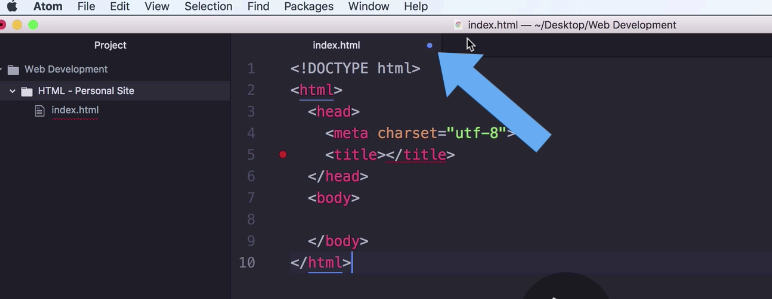 Atom File Edit View Selection Find Packages Window Help
index.html — ~/Desktop/Web Development
Project
index.html
Web Development
HTML - Personal Site
index.html
1 <!DOCTYPE html>
2 <html>
3 <head>
4 <meta charset="utf-8">
5 <title></title>
6 </head>
7 <body>
8
9 </body>
10 </html>